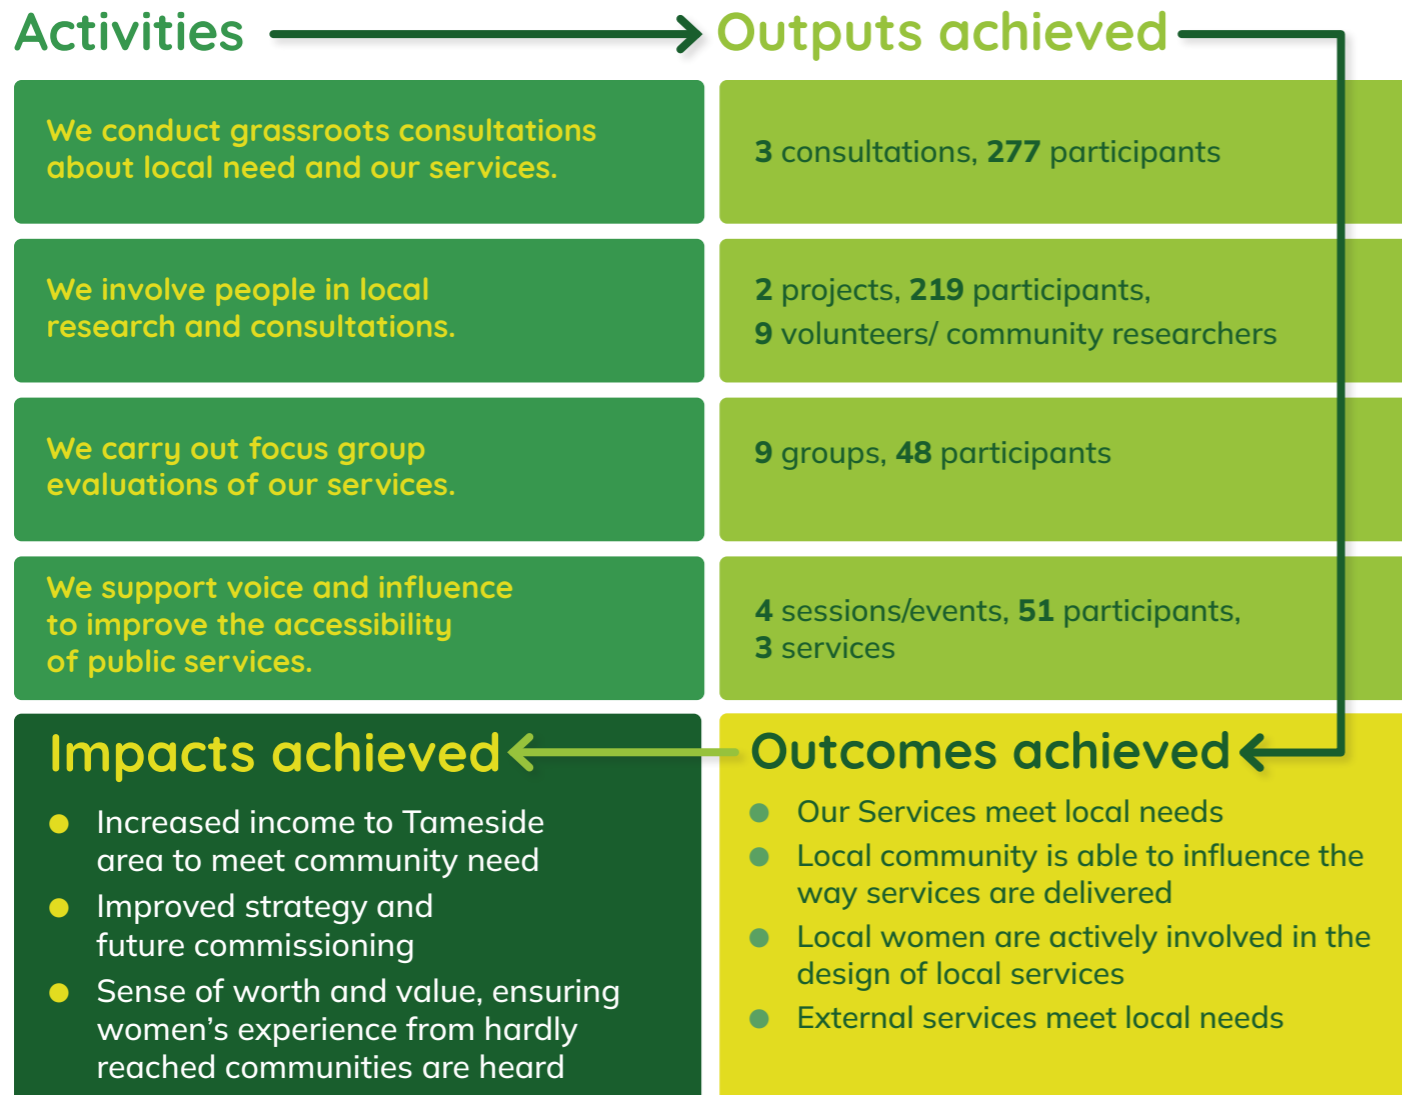 Activities
Outputs achieved
We conduct grassroots consultations
about local need and our services.
3 consultations, 277 participants
We involve people in local
research and consultations.
2 projects, 219 participants,
9 volunteers/ community researchers
We carry out focus group
evaluations of our services.
9 groups, 48 participants
We support voice and influence
to improve the accessibility
of public services.
4 sessions/events, 51 participants,
3 services
Outcomes achieved
Our Services meet local needs
Local community is able to influence the
way services are delivered
Local women are actively involved in the
design of local services
External services meet local needs
Impacts achieved
Increased income to Tameside
area to meet community need
Improved strategy and
future commissioning
Sense of worth and value, ensuring
women’s experience from hardly
reached communities are heard